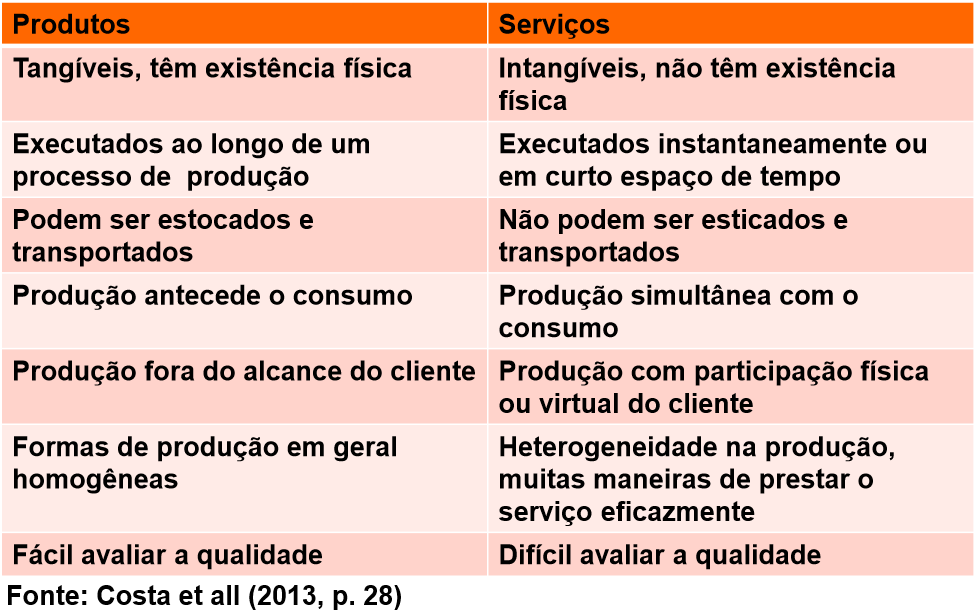 Produtos
Serviços
Tangíveis, têm existência física
Intangíveis, não têm existência
física
Executados ao longo de um
processo de produção
Executados instantaneamente ou
em curto espaço de tempo
Podem ser estocados e
transportados
Não podem ser esticados e
transportados
Produção antecede o consumo
Produção simultânea com o
consumo
Produção fora do alcance do cliente
Produção com participação física
ou virtual do cliente
Formas de produção em geral
homogêneas
Heterogeneidade na produção,
muitas maneiras de prestar o
serviço eficazmente
Fácil avaliar a qualidade
Difícil avaliar a qualidade
Fonte: Costa et all (2013, p. 28)